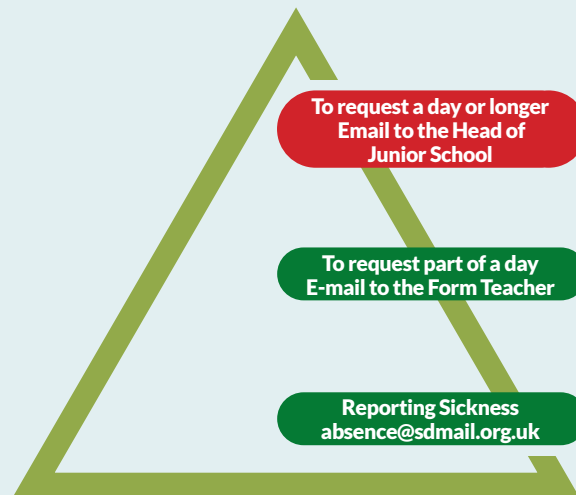 To request a day or longer
Email to the Head of
Junior School
To request part of a day
E-mail to the Form Teacher
Reporting Sickness
absence@sdmail.org.uk